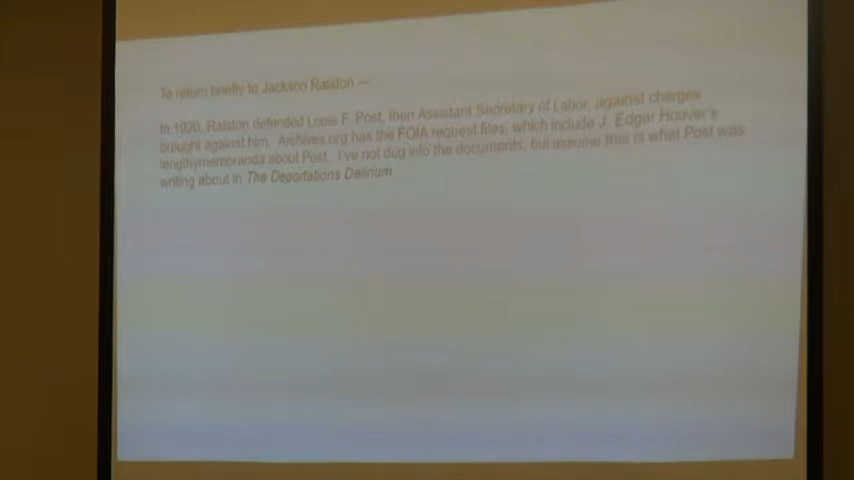 To return briefly to Jackson Ralston —
In 1920, Ralston defended Louis F. Post, then Assistant Secretary of Labor, against charges
brought against him. Archives.org has the FOIA request files, which include J. Edgar Hoover's
lengthymemoranda about Post. I've not dug into the documents, but assume this is what Post was
writing about in The Deportations Delirium